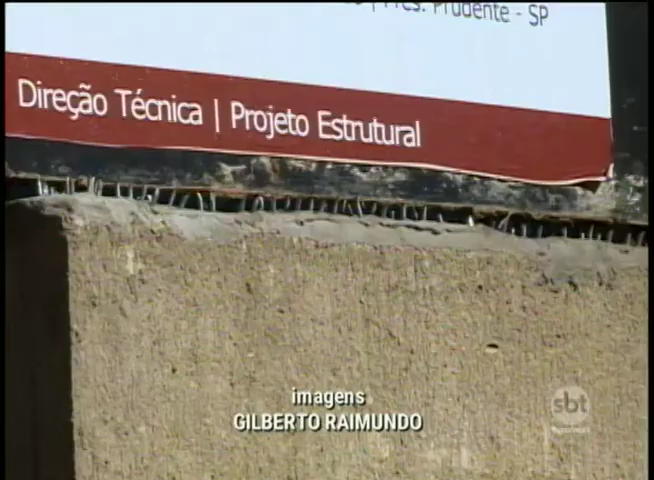 Pres. Prudente - SP
Direção Técnica | Projeto Estrutural
imagens
GILBERTO RAIMUNDO
sbt